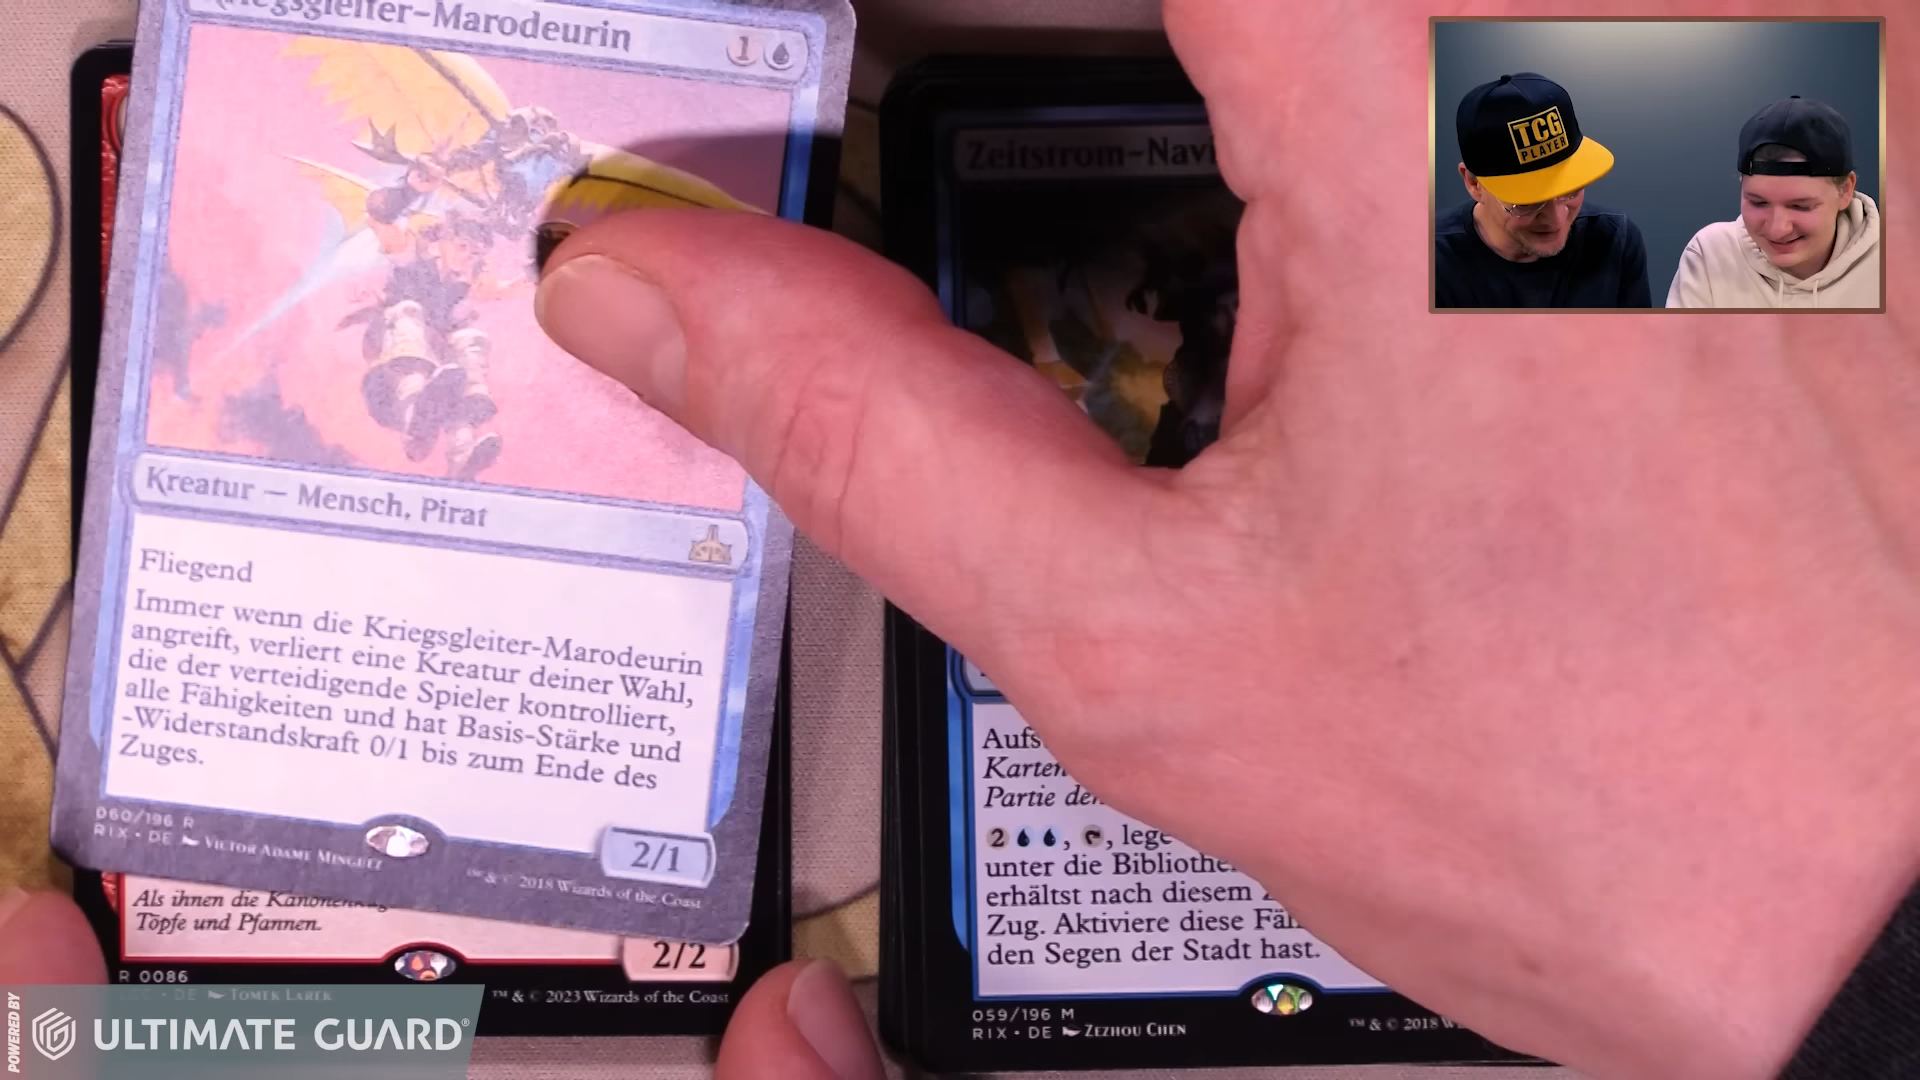 Kriegsgleiter-Marodeurin
1
Kreatur — Mensch, Pirat
Fliegend
Immer wenn die Kriegsgleiter-Marodeurin
angreift, verliert eine Kreatur deiner Wahl,
die der verteidigende Spieler kontrolliert,
alle Fähigkeiten und hat Basis-Stärke und
-Widerstandskraft 0/1 bis zum Ende des
Zuges.
060/196 R
RIX • DE Victor Adame Minguez
™ & © 2018 Wizards of the Coast
2/1
Als ihnen die
Töpfe und Pfannen.
2/2
R 0086
DE Tomek Larek
™ & © 2023 Wizards of the Coast
Zeitstrom-Navi
Aufs
Karten
Partie
2 , , lege
unter die
erhältst nach diesem
Zug. Aktiviere diese
den Segen der Stadt hast.
059/196 M
RIX • DE Zezhou Chen
™ & © 2018
TCG
PLAYER
POWERED BY
ULTIMATE GUARD®